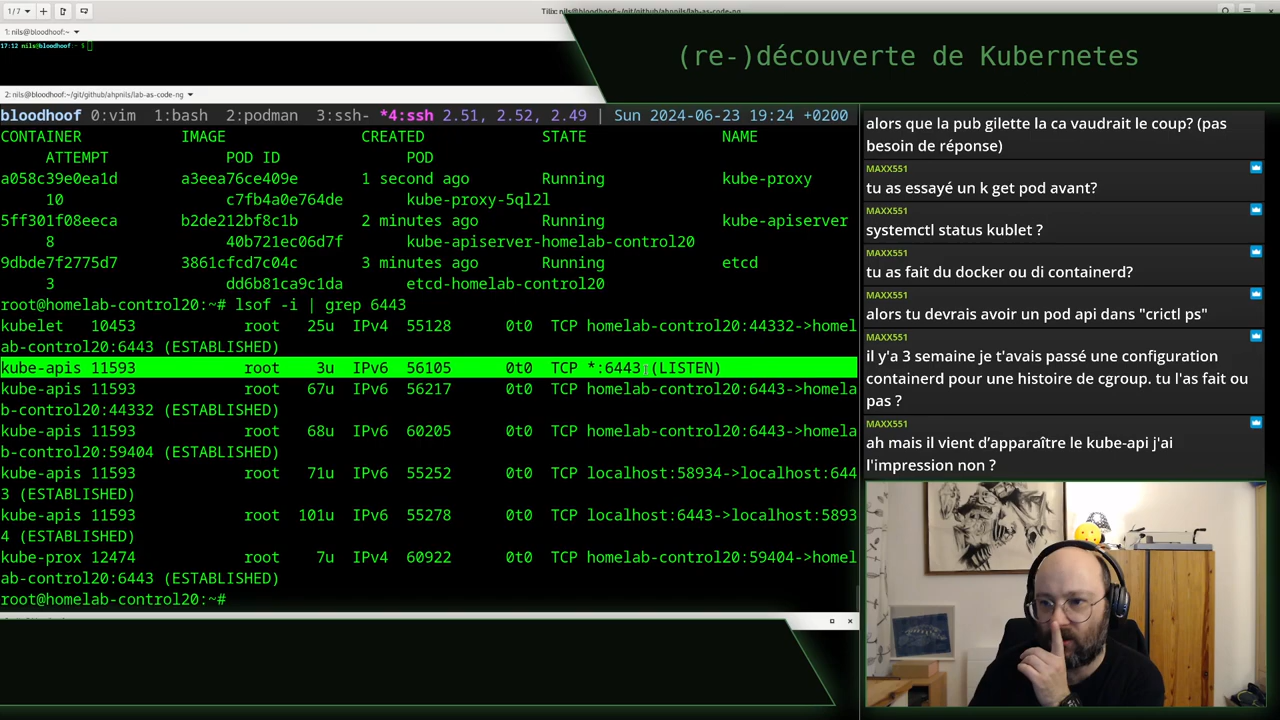 1/7
Tilix: nils@bloodhoof:~/git/github/ahpnils/lab-as-code-ng
1: nils@bloodhoof:~
17:12 nils@bloodhoof:~ $
(re-)découverte de Kubernetes
2: nils@bloodhoof:~/git/github/ahpnils/lab-as-code-ng
bloodhoof 0:vim 1:bash 2:podman 3:ssh- *4:ssh 2.51, 2.52, 2.49 | Sun 2024-06-23 19:24 +0200
CONTAINER IMAGE CREATED STATE NAME
ATTEMPT POD ID POD
a058c39e0ea1d a3eea76ce409e 1 second ago Running kube-proxy
10 c7fb4a0e764de kube-proxy-5ql2l
5ff301f08eeca b2de212bf8c1b 2 minutes ago Running kube-apiserver
8 40b721ec06d7f kube-apiserver-homelab-control20
9dbde7f2775d7 3861cfcd7c04c 3 minutes ago Running etcd
3 dd6b81ca9c1da etcd-homelab-control20
root@homelab-control20:~# lsof -i | grep 6443
kubelet 10453 root 25u IPv4 55128 0t0 TCP homelab-control20:44332->homel
ab-control20:6443 (ESTABLISHED)
kube-apis 11593 root 3u IPv6 56105 0t0 TCP *:6443 (LISTEN)
kube-apis 11593 root 67u IPv6 56217 0t0 TCP homelab-control20:6443->homela
b-control20:44332 (ESTABLISHED)
kube-apis 11593 root 68u IPv6 60205 0t0 TCP homelab-control20:6443->homela
b-control20:59404 (ESTABLISHED)
kube-apis 11593 root 71u IPv6 55252 0t0 TCP localhost:58934->localhost:644
3 (ESTABLISHED)
kube-apis 11593 root 101u IPv6 55278 0t0 TCP localhost:6443->localhost:5893
4 (ESTABLISHED)
kube-prox 12474 root 7u IPv4 60922 0t0 TCP homelab-control20:59404->homel
ab-control20:6443 (ESTABLISHED)
root@homelab-control20:~#
alors que la pub gilette la ca vaudrait le coup? (pas
besoin de réponse)
MAXX551
tu as essayé un k get pod avant?
MAXX551
systemctl status kublet ?
MAXX551
tu as fait du docker ou di containerd?
MAXX551
alors tu devrais avoir un pod api dans "crictl ps"
MAXX551
il y'a 3 semaine je t'avais passé une configuration
containerd pour une histoire de cgroup. tu l'as fait ou
pas ?
MAXX551
ah mais il vient d’apparaître le kube-api j'ai
l'impression non ?